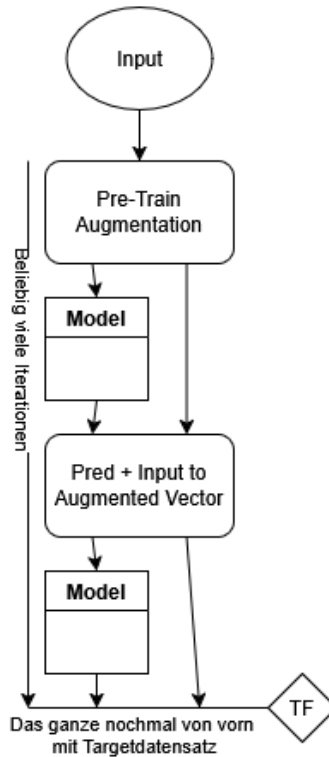 Input
Pre-Train
Augmentation
Beliebig viele Iterationen
Model
Pred + Input to
Augmented Vector
Model
TF
Das ganze nochmal von vorn
mit Targetdatensatz